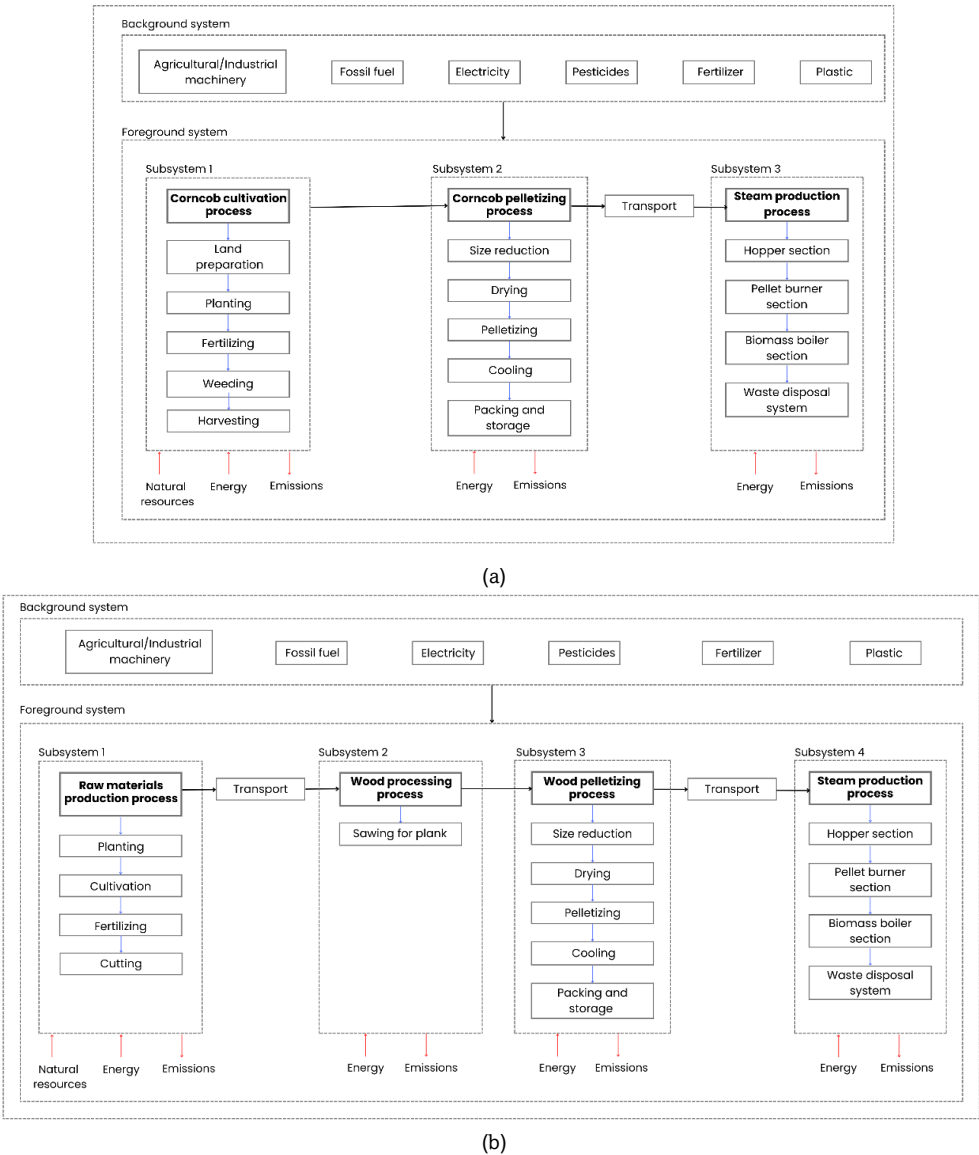 Background system
Agricultural/Industrial
machinery
Fossil fuel
Electricity
Pesticides
Fertilizer
Plastic
Foreground system
Subsystem 1
Corncob cultivation
process
Land
preparation
Planting
Fertilizing
Weeding
Harvesting
Natural
resources
Energy
Emissions
Subsystem 2
Corncob pelletizing
process
Size reduction
Drying
Pelletizing
Cooling
Packing and
storage
Energy
Emissions
Transport
Subsystem 3
Steam production
process
Hopper section
Pellet burner
section
Biomass boiler
section
Waste disposal
system
Energy
Emissions
(a)
Background system
Agricultural/Industrial
machinery
Fossil fuel
Electricity
Pesticides
Fertilizer
Plastic
Foreground system
Subsystem 1
Raw materials
production process
Planting
Cultivation
Fertilizing
Cutting
Natural
resources
Energy
Emissions
Transport
Subsystem 2
Wood processing
process
Sawing for plank
Energy
Emissions
Subsystem 3
Wood pelletizing
process
Size reduction
Drying
Pelletizing
Cooling
Packing and
storage
Energy
Emissions
Transport
Subsystem 4
Steam production
process
Hopper section
Pellet burner
section
Biomass boiler
section
Waste disposal
system
Energy
Emissions
(b)